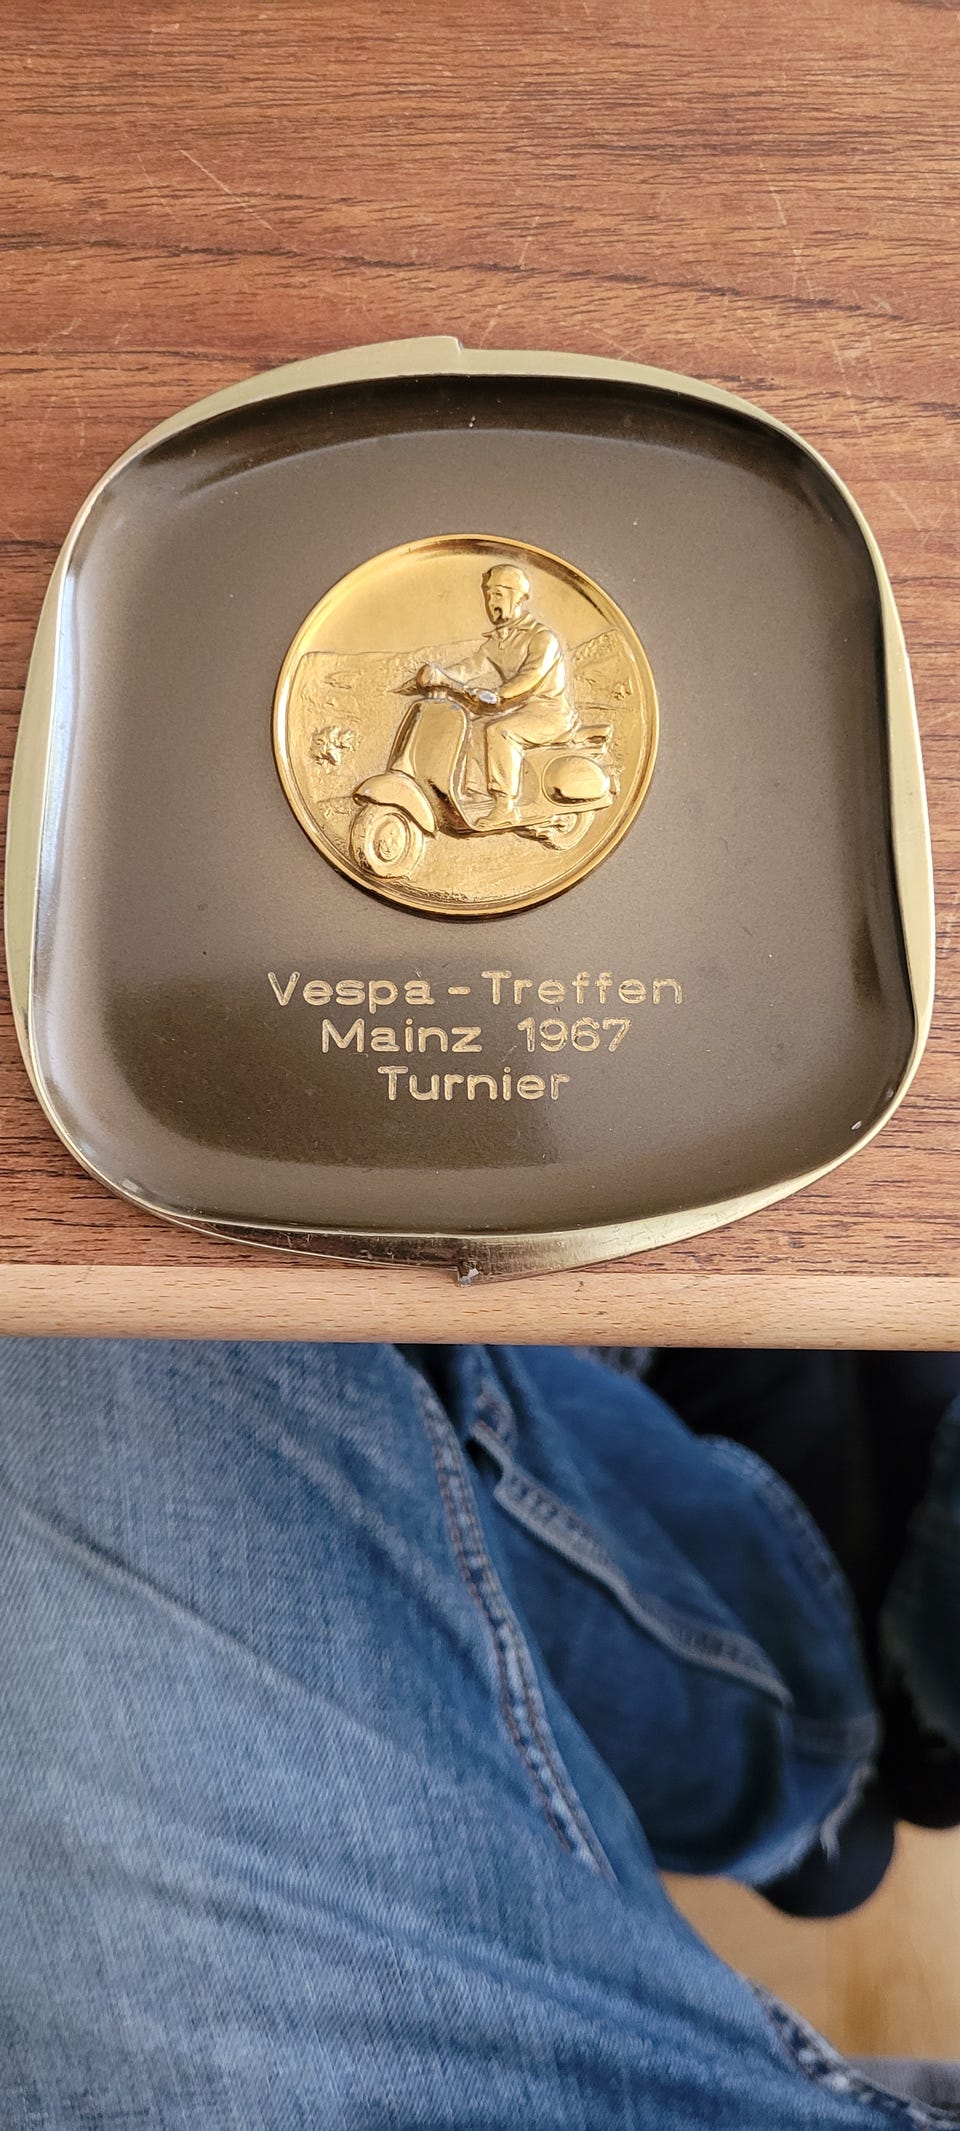 Vespa-Treffen
Mainz 1967
Turnier